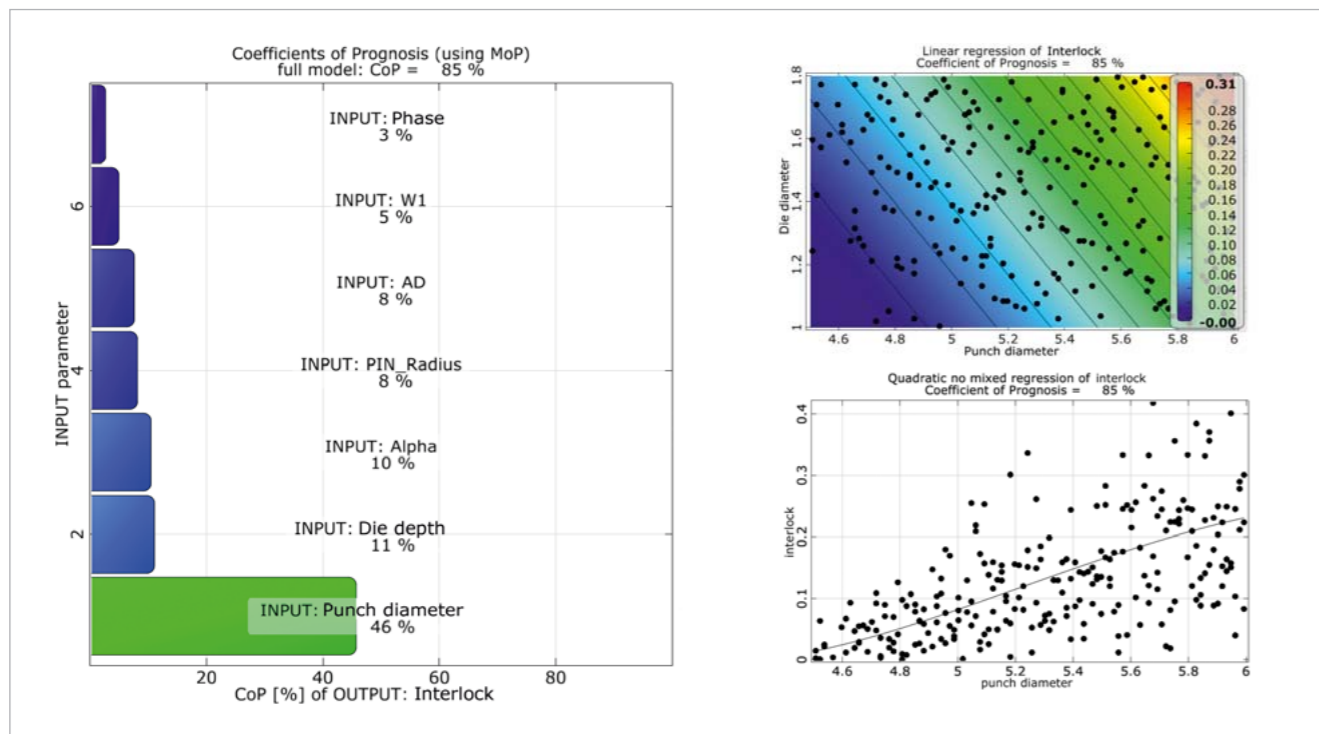 Coefficients of Prognosis (using MoP)
full model: CoP = 85 %
INPUT parameter
6
4
2
INPUT: Phase
3 %
INPUT: W1
5 %
INPUT: AD
8 %
INPUT: PIN_Radius
8 %
INPUT: Alpha
10 %
INPUT: Die depth
11 %
INPUT: Punch diameter
46 %
20 40 60 80
CoP [%] of OUTPUT: Interlock
Linear regression of Interlock
Coefficient of Prognosis = 85 %
Die diameter
1.8
1.6
1.4
1.2
1
0.31
0.28
0.26
0.24
0.22
0.20
0.18
0.16
0.14
0.12
0.10
0.08
0.06
0.04
0.02
-0.00
4.6 4.8 5 5.2 5.4 5.6 5.8 6
Punch diameter
Quadratic no mixed regression of interlock
Coefficient of Prognosis = 85 %
interlock
0.4
0.3
0.2
0.1
0
4.6 4.8 5 5.2 5.4 5.6 5.8 6
punch diameter